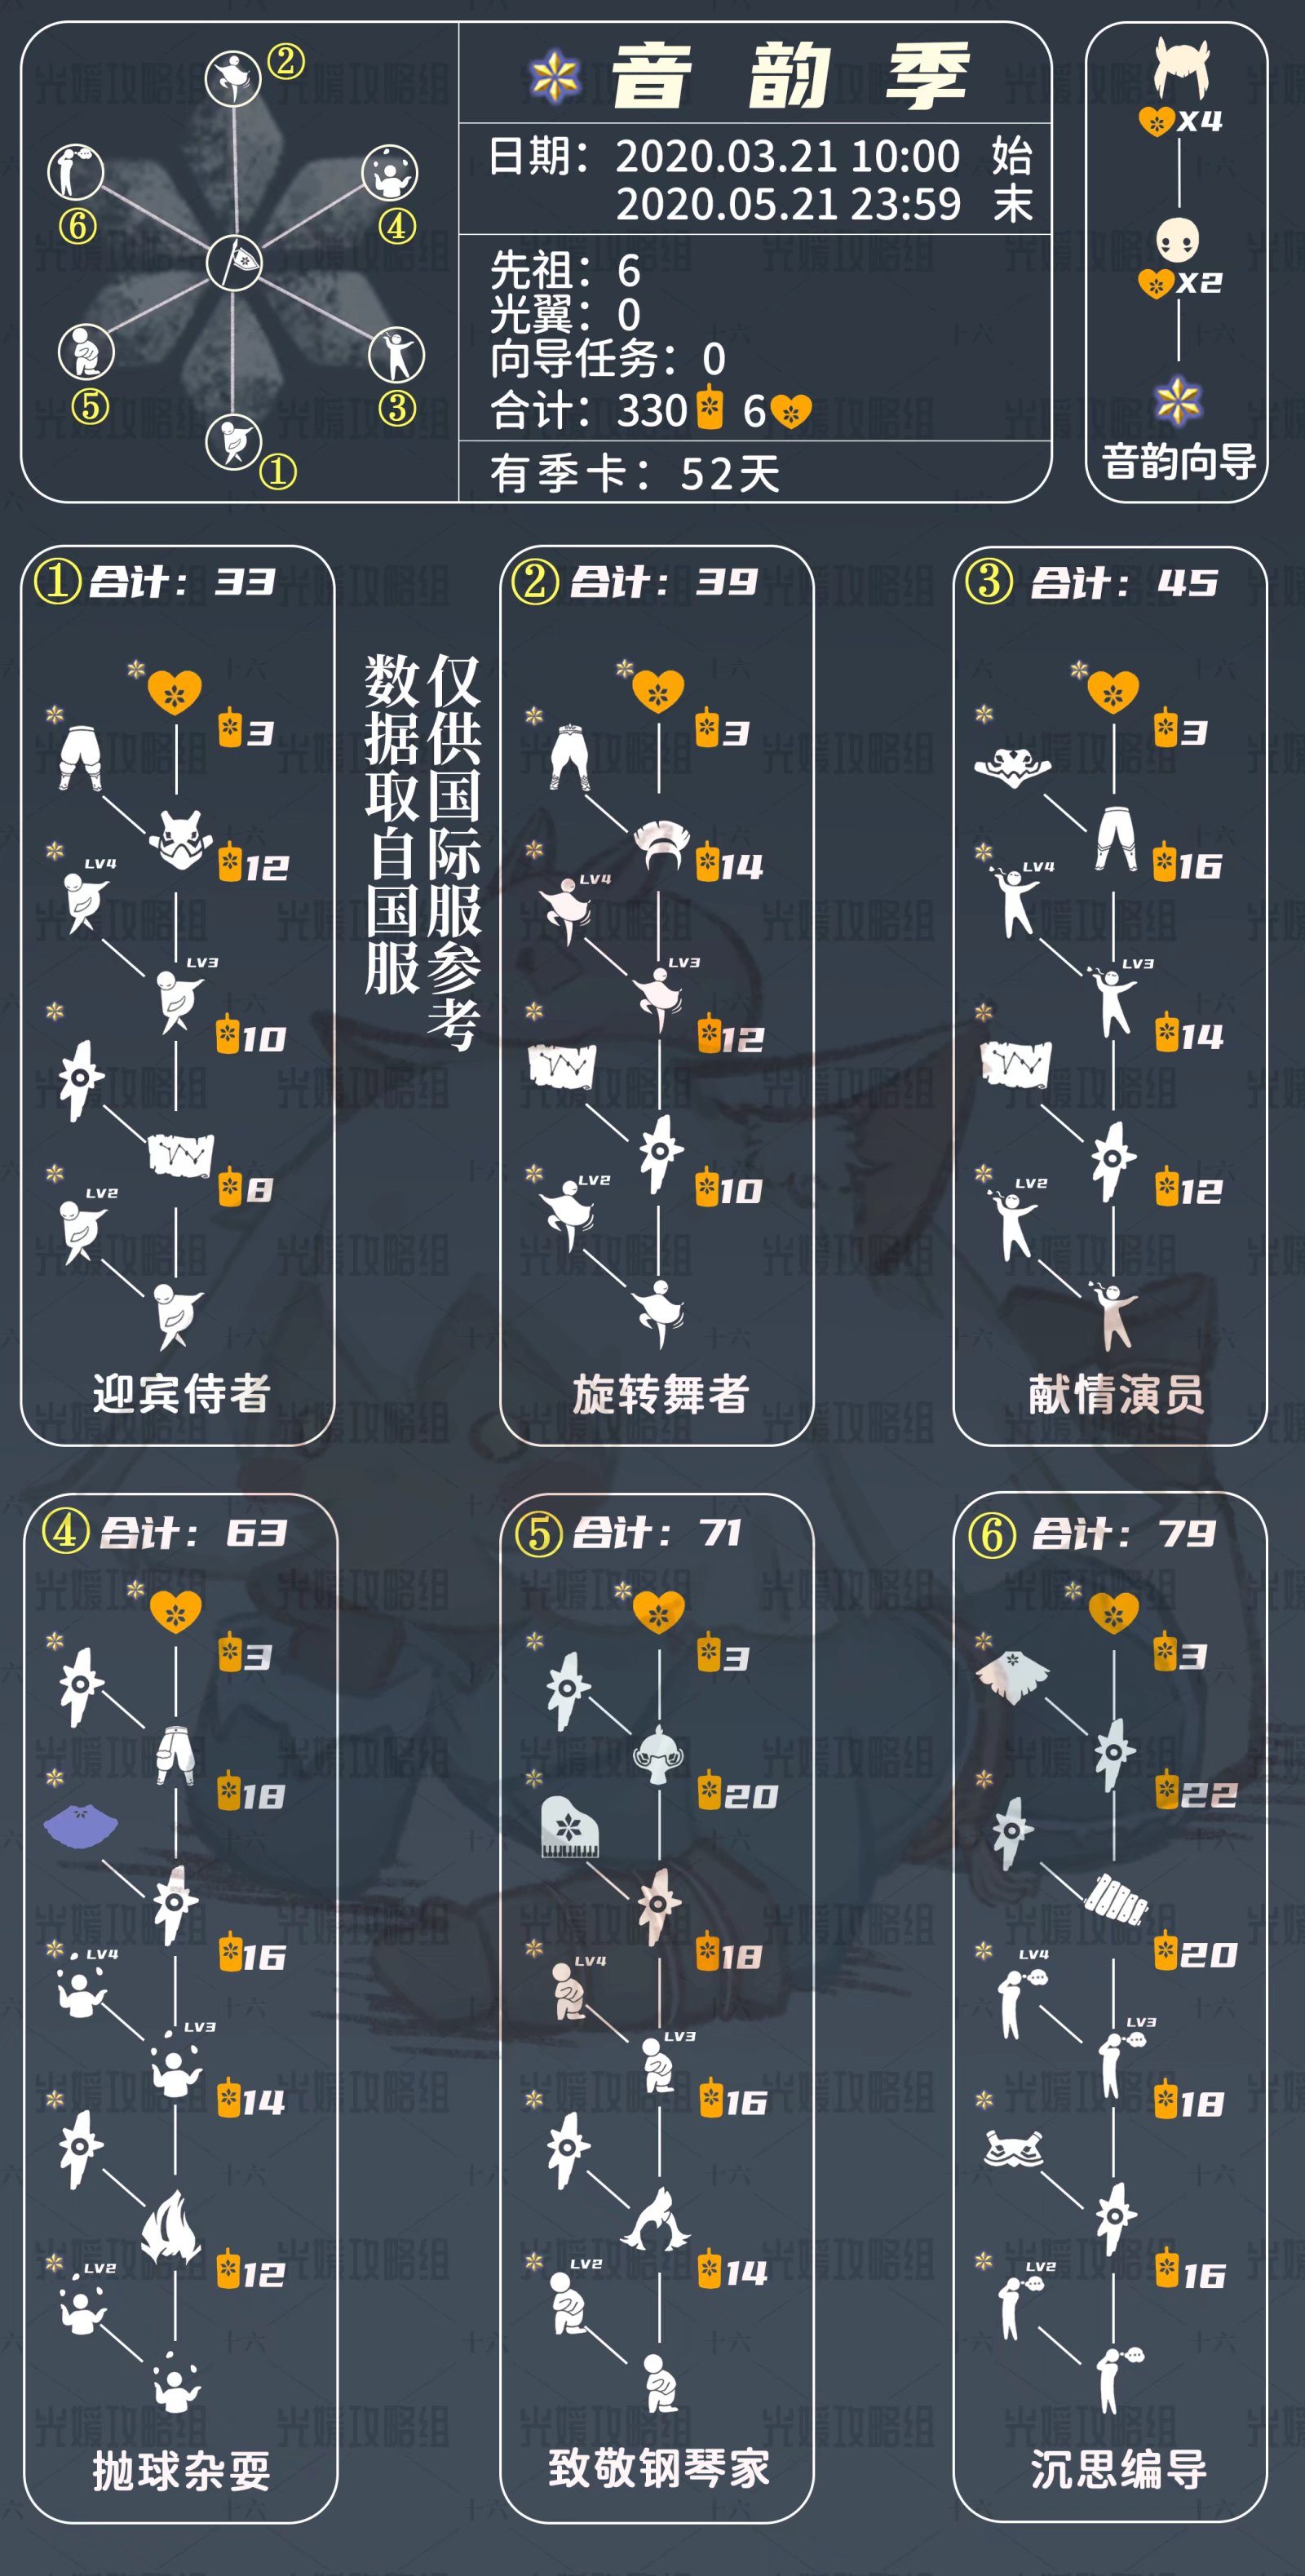 ②
⑥
④
⑤
③
①
音韵季
日期：2020.03.21 10:00 始
2020.05.21 23:59 末
先祖：6
光翼：0
向导任务：0
合计：330 6
有季卡：52天
X4
X2
音韵向导
① 合计：33
3
12
LV4
LV3
10
8
LV2
迎宾侍者
仅供国际服参考
数据取自国服
② 合计：39
3
14
LV4
LV3
12
10
LV2
旋转舞者
③ 合计：45
3
16
LV4
LV3
14
12
LV2
献情演员
④ 合计：63
3
18
16
LV4
LV3
14
12
LV2
抛球杂耍
⑤ 合计：71
3
20
18
LV4
LV3
16
14
LV2
致敬钢琴家
⑥ 合计：79
3
22
20
LV4
LV3
18
16
LV2
沉思编导
光媛攻略组
十六